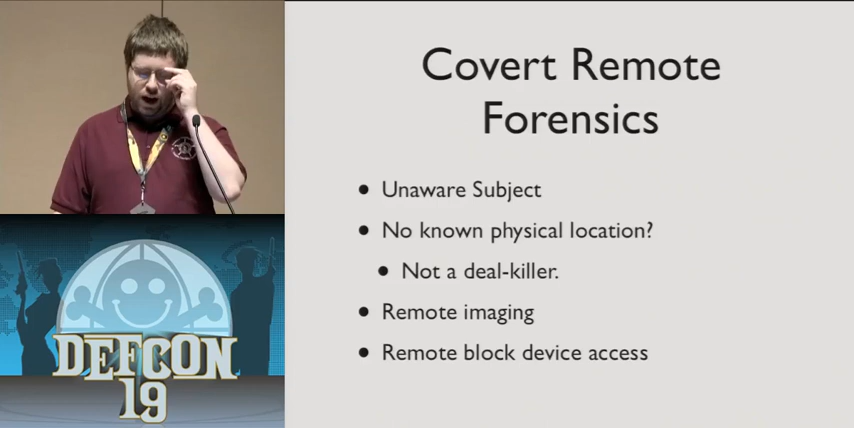 Covert Remote
Forensics
● Unaware Subject
● No known physical location?
● Not a deal-killer.
● Remote imaging
● Remote block device access
DEFCON
19